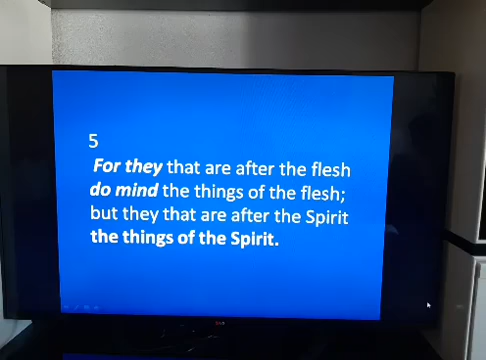 5
For they that are after the flesh
do mind the things of the flesh;
but they that are after the Spirit
the things of the Spirit.